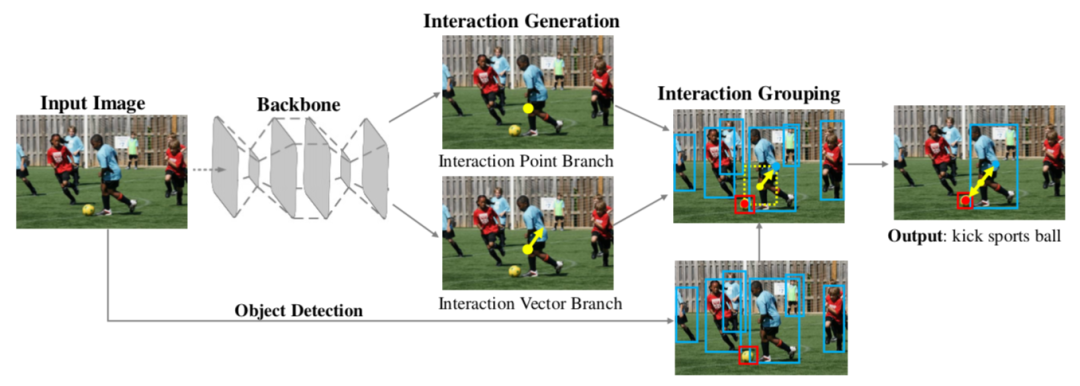 Interaction Generation
Input Image
Backbone
Interaction Point Branch
Interaction Grouping
Interaction Vector Branch
Output: kick sports ball
Object Detection